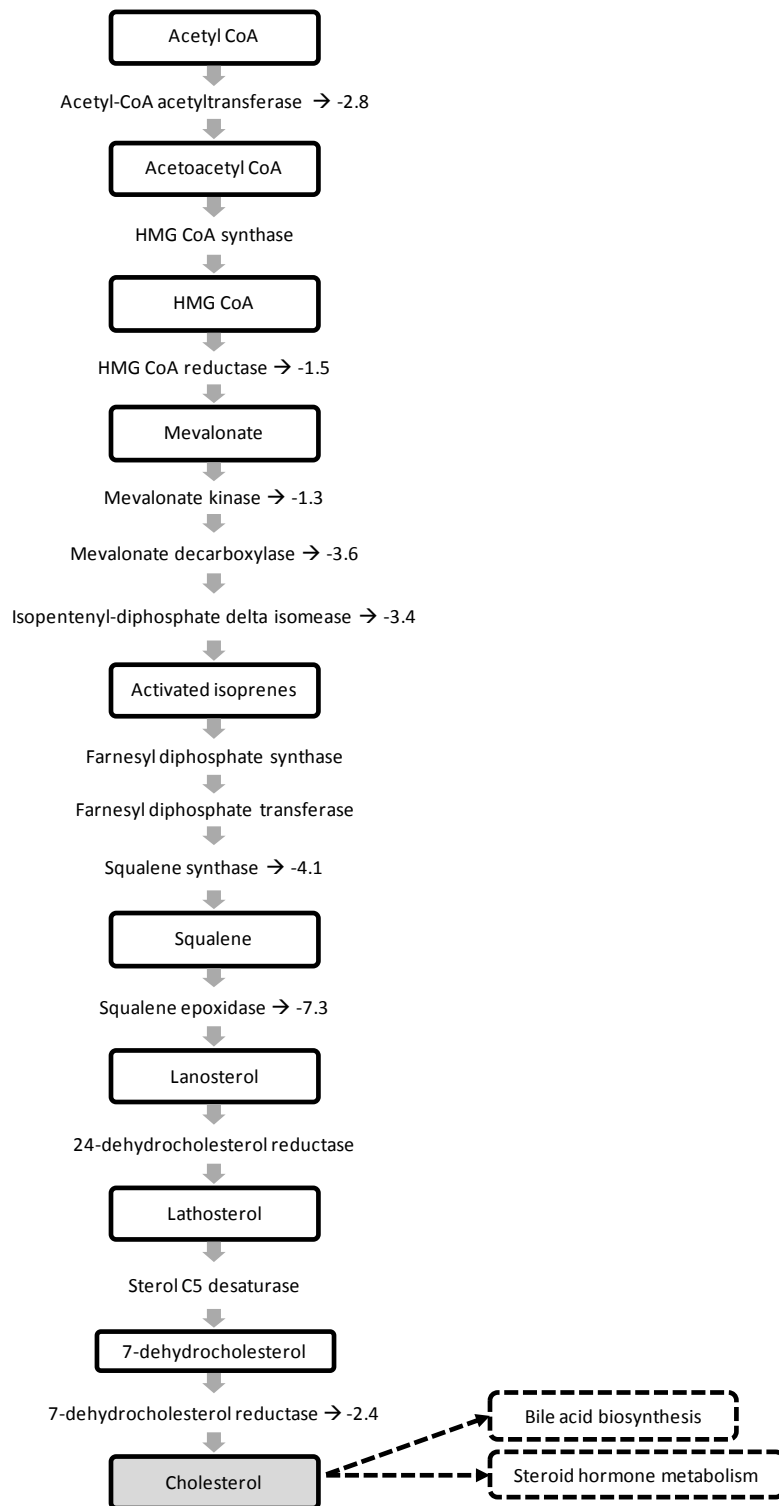 Acetyl CoA
Acetyl-CoA acetyltransferase → -2.8
Acetoacetyl CoA
HMG CoA synthase
HMG CoA
HMG CoA reductase → -1.5
Mevalonate
Mevalonate kinase → -1.3
Mevalonate decarboxylase → -3.6
Isopentenyl-diphosphate delta isomease → -3.4
Activated isoprenes
Farnesyl diphosphate synthase
Farnesyl diphosphate transferase
Squalene synthase → -4.1
Squalene
Squalene epoxidase → -7.3
Lanosterol
24-dehydrocholesterol reductase
Lathosterol
Sterol C5 desaturase
7-dehydrocholesterol
7-dehydrocholesterol reductase → -2.4
Bile acid biosynthesis
Cholesterol
Steroid hormone metabolism